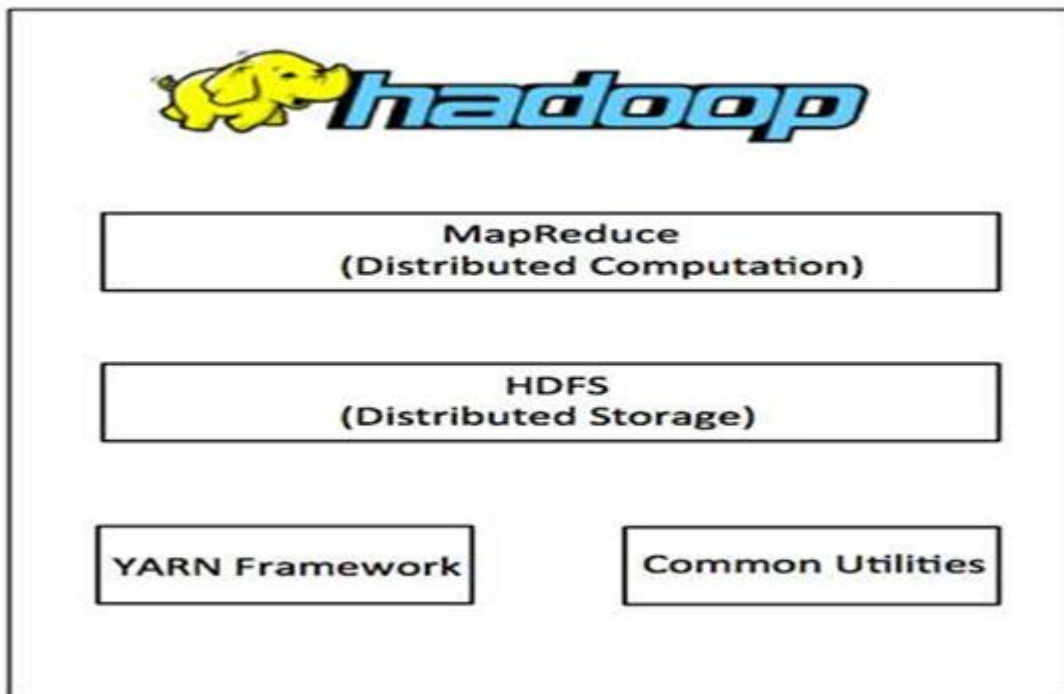 hadoop
MapReduce
(Distributed Computation)
HDFS
(Distributed Storage)
YARN Framework
Common Utilities